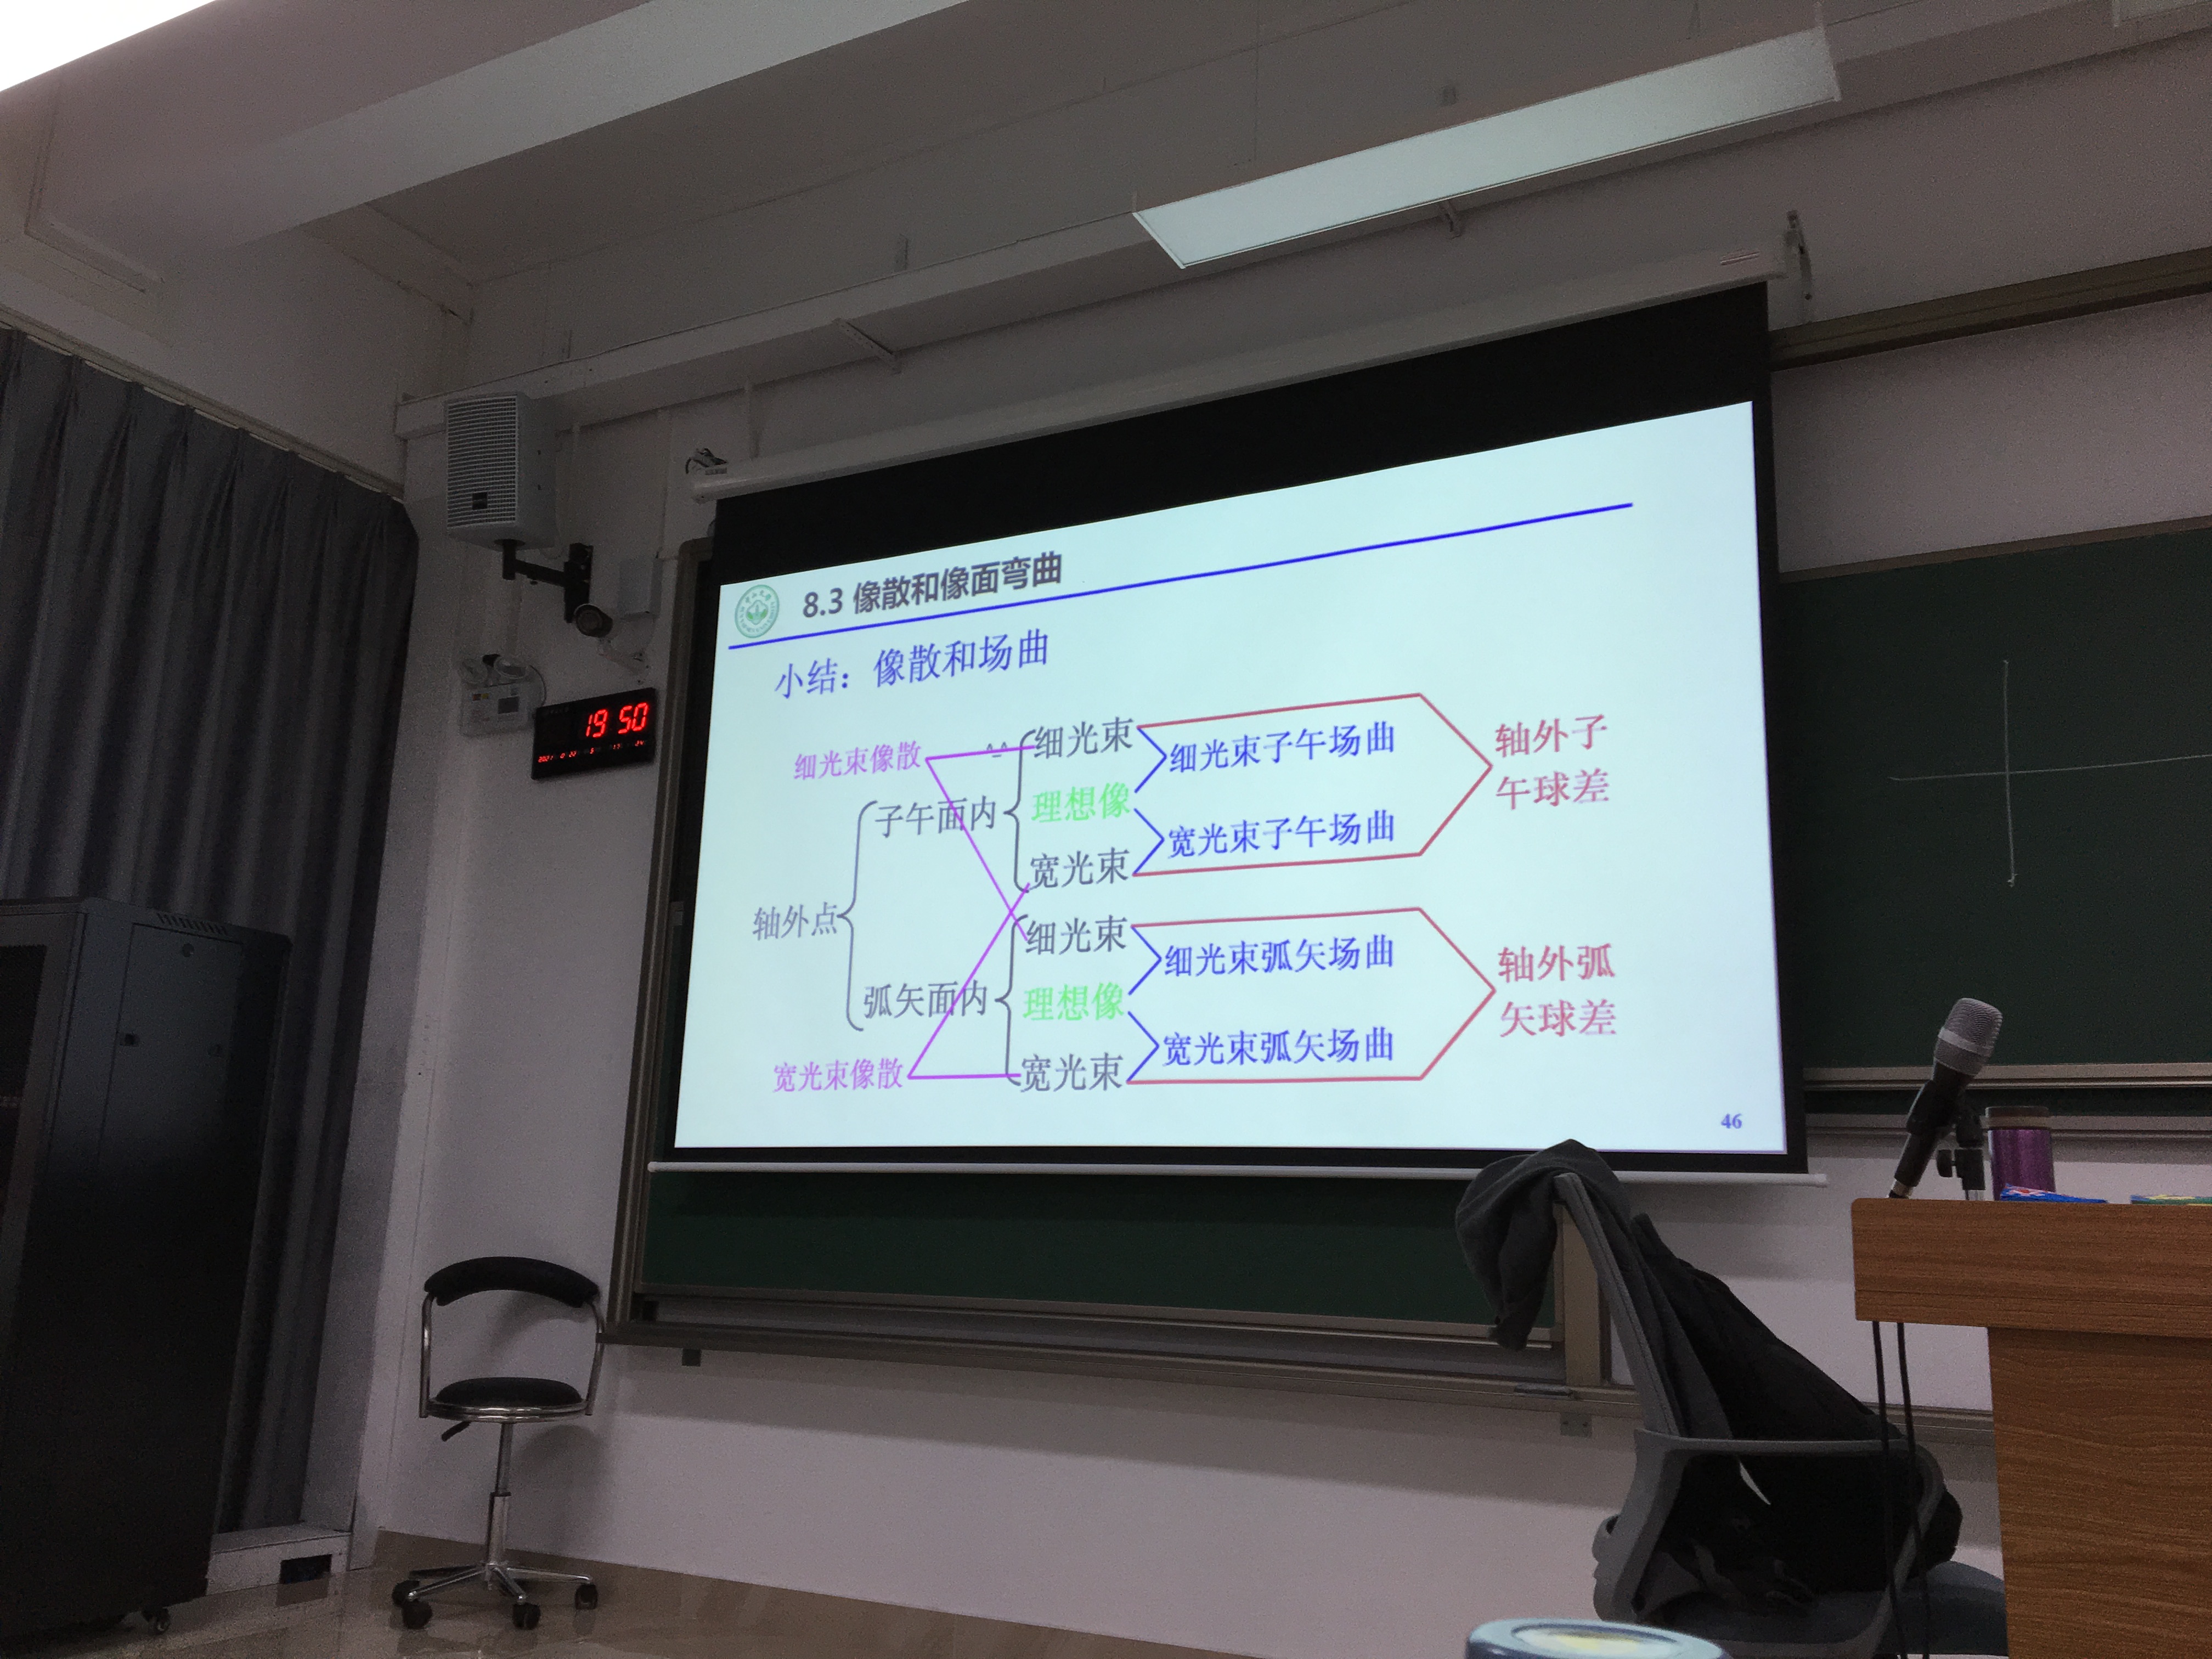 8.3 像散和像面弯曲
小结：像散和场曲
细光束像散
细光束
细光束子午场曲
轴外子
午球差
子午面内
理想像
宽光束子午场曲
宽光束
轴外点
细光束
细光束弧矢场曲
轴外弧
矢球差
弧矢面内
理想像
宽光束弧矢场曲
宽光束像散
宽光束
46
19 50